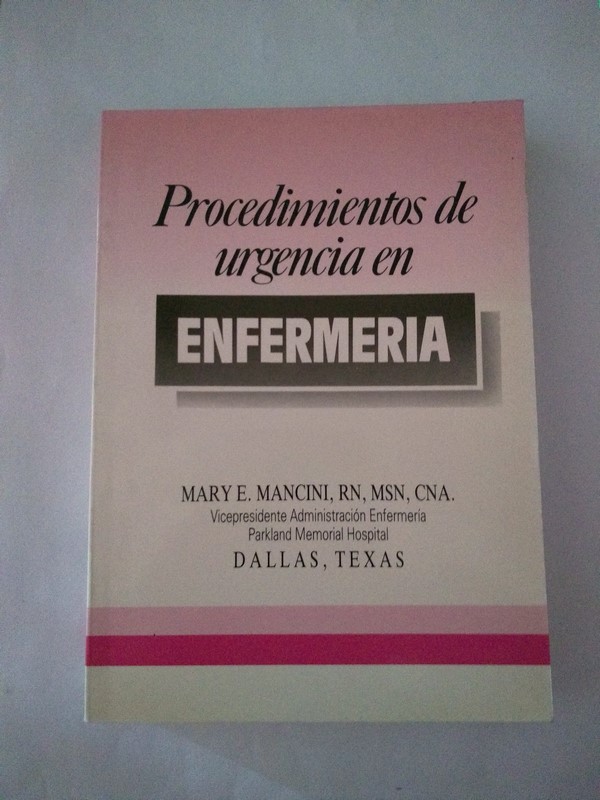 Procedimientos de
urgencia en
ENFERMERIA
MARY E. MANCINI, RN, MSN, CNA.
Vicepresidente Administración Enfermería
Parkland Memorial Hospital
DALLAS, TEXAS